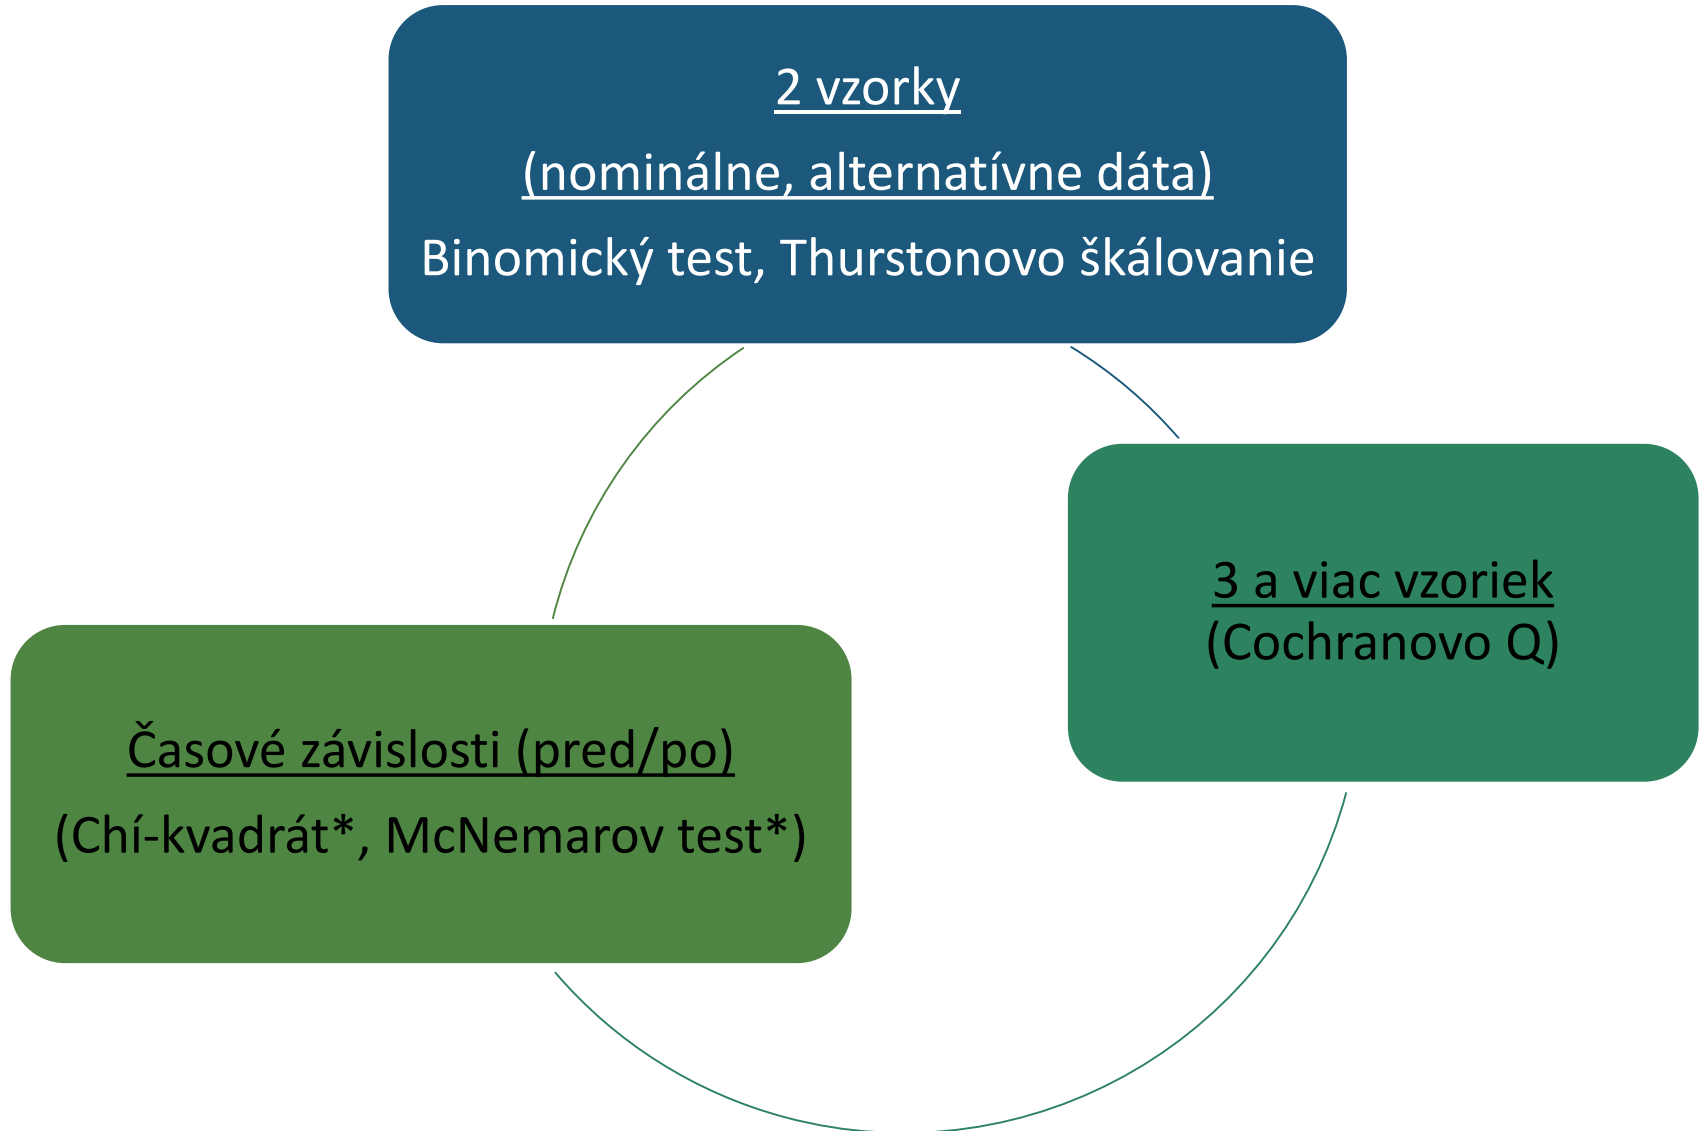 2 vzorky
(nominálne, alternatívne dáta)
Binomický test, Thurstonovo škálovanie
3 a viac vzoriek
(Cochranovo Q)
Časové závislosti (pred/po)
(Chí-kvadrát*, McNemarov test*)